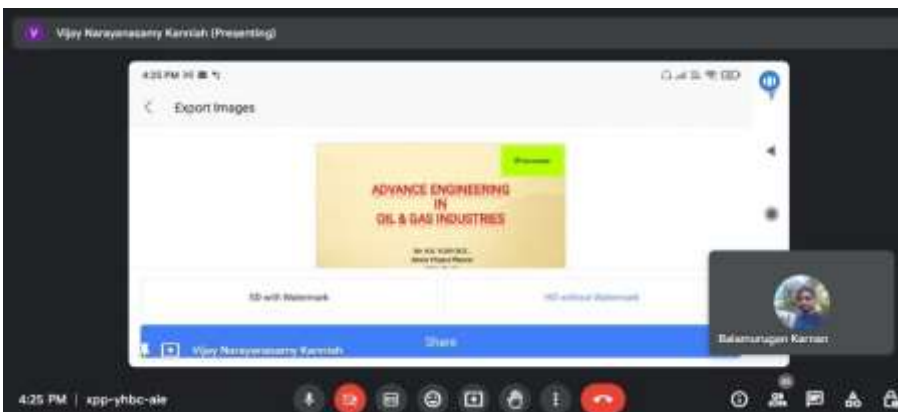 V Vijay Narayanasamy Kanniah (Presenting)
4:25 PM
Export Images
Preview
ADVANCE ENGINEERING
IN
OIL & GAS INDUSTRIES
SD with Watermark
HD without Watermark
Share
Vijay Narayanasamy Kanniah
Balamurugan Karnan
4:25 PM | xpp-yhbc-aie